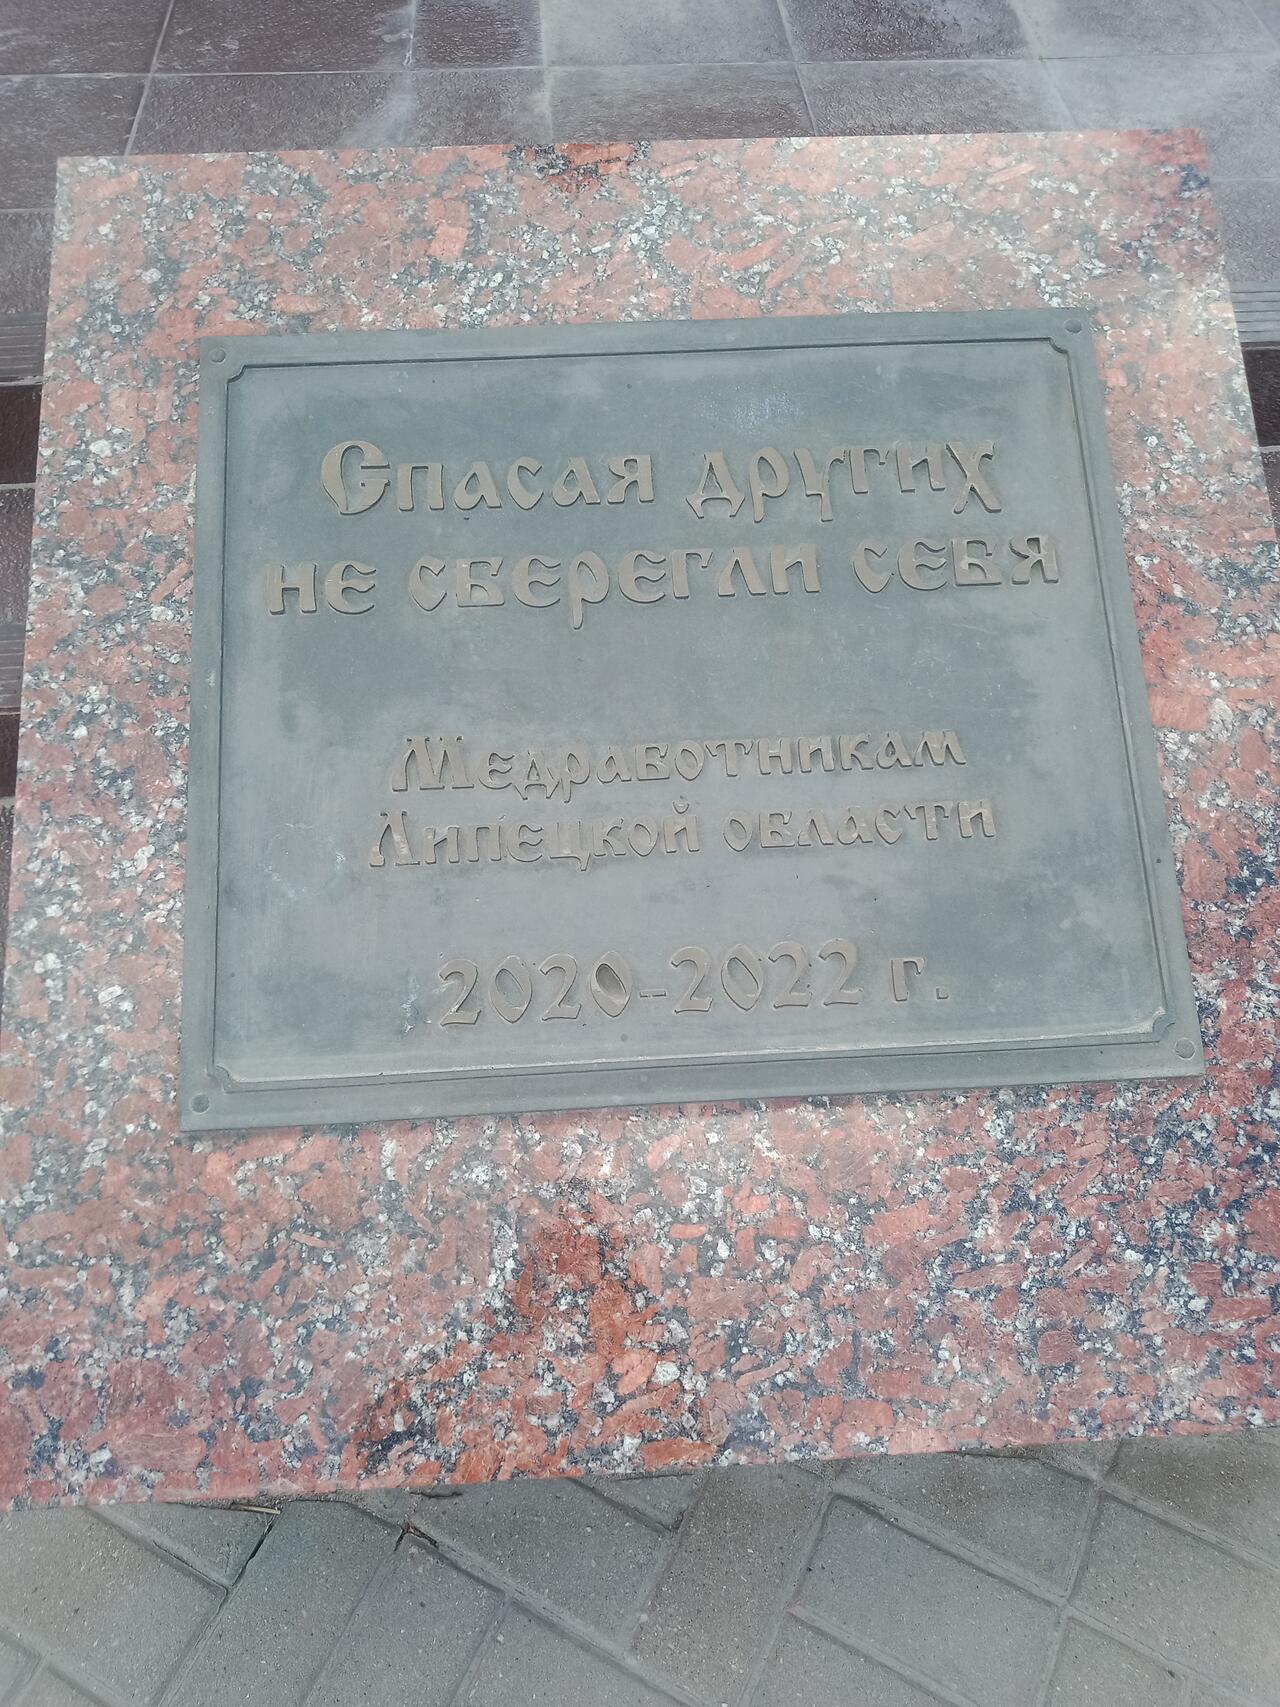 Спасая других
не сберегли себя
Медработникам
Липецкой области
2020-2022 г.